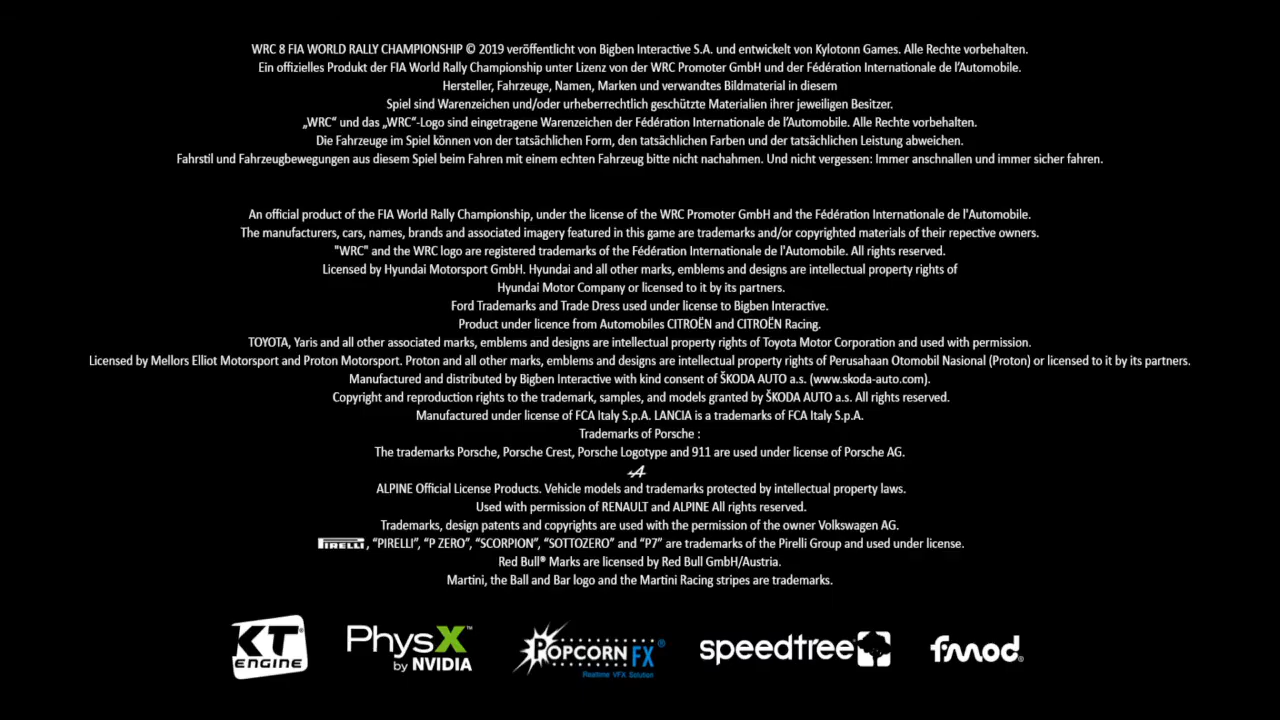 WRC 8 FIA WORLD RALLY CHAMPIONSHIP © 2019 veröffentlicht von Bigben Interactive S.A. und entwickelt von Kylotonn Games. Alle Rechte vorbehalten.
Ein offizielles Produkt der FIA World Rally Championship unter Lizenz von der WRC Promoter GmbH und der Fédération Internationale de l’Automobile.
Hersteller, Fahrzeuge, Namen, Marken und verwandtes Bildmaterial in diesem
Spiel sind Warenzeichen und/oder urheberrechtlich geschützte Materialien ihrer jeweiligen Besitzer.
„WRC“ und das „WRC“-Logo sind eingetragene Warenzeichen der Fédération Internationale de l’Automobile. Alle Rechte vorbehalten.
Die Fahrzeuge im Spiel können von der tatsächlichen Form, den tatsächlichen Farben und der tatsächlichen Leistung abweichen.
Fahrstil und Fahrzeugbewegungen aus diesem Spiel beim Fahren mit einem echten Fahrzeug bitte nicht nachahmen. Und nicht vergessen: Immer anschnallen und immer sicher fahren.
An official product of the FIA World Rally Championship, under the license of the WRC Promoter GmbH and the Fédération Internationale de l'Automobile.
The manufacturers, cars, names, brands and associated imagery featured in this game are trademarks and/or copyrighted materials of their repective owners.
"WRC" and the WRC logo are registered trademarks of the Fédération Internationale de l'Automobile. All rights reserved.
Licensed by Hyundai Motorsport GmbH. Hyundai and all other marks, emblems and designs are intellectual property rights of
Hyundai Motor Company or licensed to it by its partners.
Ford Trademarks and Trade Dress used under license to Bigben Interactive.
Product under licence from Automobiles CITROËN and CITROËN Racing.
TOYOTA, Yaris and all other associated marks, emblems and designs are intellectual property rights of Toyota Motor Corporation and used with permission.
Licensed by Mellors Elliot Motorsport and Proton Motorsport. Proton and all other marks, emblems and designs are intellectual property rights of Perusahaan Otomobil Nasional (Proton) or licensed to it by its partners.
Manufactured and distributed by Bigben Interactive with kind consent of ŠKODA AUTO a.s. (www.skoda-auto.com).
Copyright and reproduction rights to the trademark, samples, and models granted by ŠKODA AUTO a.s. All rights reserved.
Manufactured under license of FCA Italy S.p.A. LANCIA is a trademarks of FCA Italy S.p.A.
Trademarks of Porsche :
The trademarks Porsche, Porsche Crest, Porsche Logotype and 911 are used under license of Porsche AG.
A
ALPINE Official License Products. Vehicle models and trademarks protected by intellectual property laws.
Used with permission of RENAULT and ALPINE All rights reserved.
Trademarks, design patents and copyrights are used with the permission of the owner Volkswagen AG.
PIRELLI, “PIRELLI”, “P ZERO”, “SCORPION”, “SOTTOZERO” and “P7” are trademarks of the Pirelli Group and used under license.
Red Bull® Marks are licensed by Red Bull GmbH/Austria.
Martini, the Ball and Bar logo and the Martini Racing stripes are trademarks.
KT ENGINE® PhysX™ by NVIDIA POPCORN FX® Realtime VFX Solution speedtree fmod®